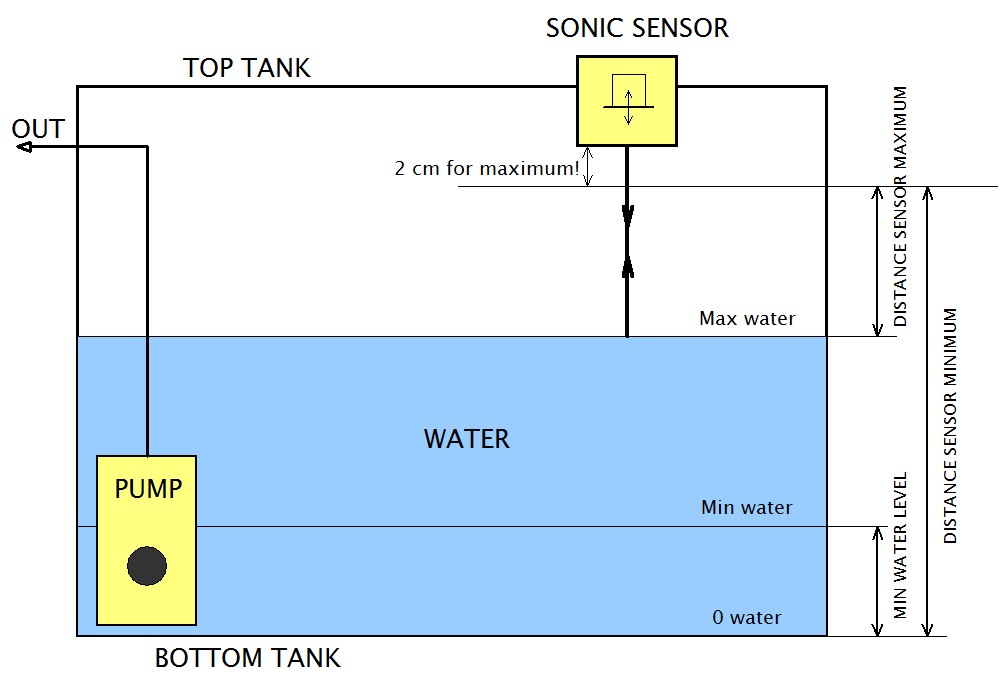 SONIC SENSOR
TOP TANK
OUT
2 cm for maximum!
DISTANCE SENSOR MAXIMUM
Max water
DISTANCE SENSOR MINIMUM
WATER
PUMP
Min water
MIN WATER LEVEL
0 water
BOTTOM TANK